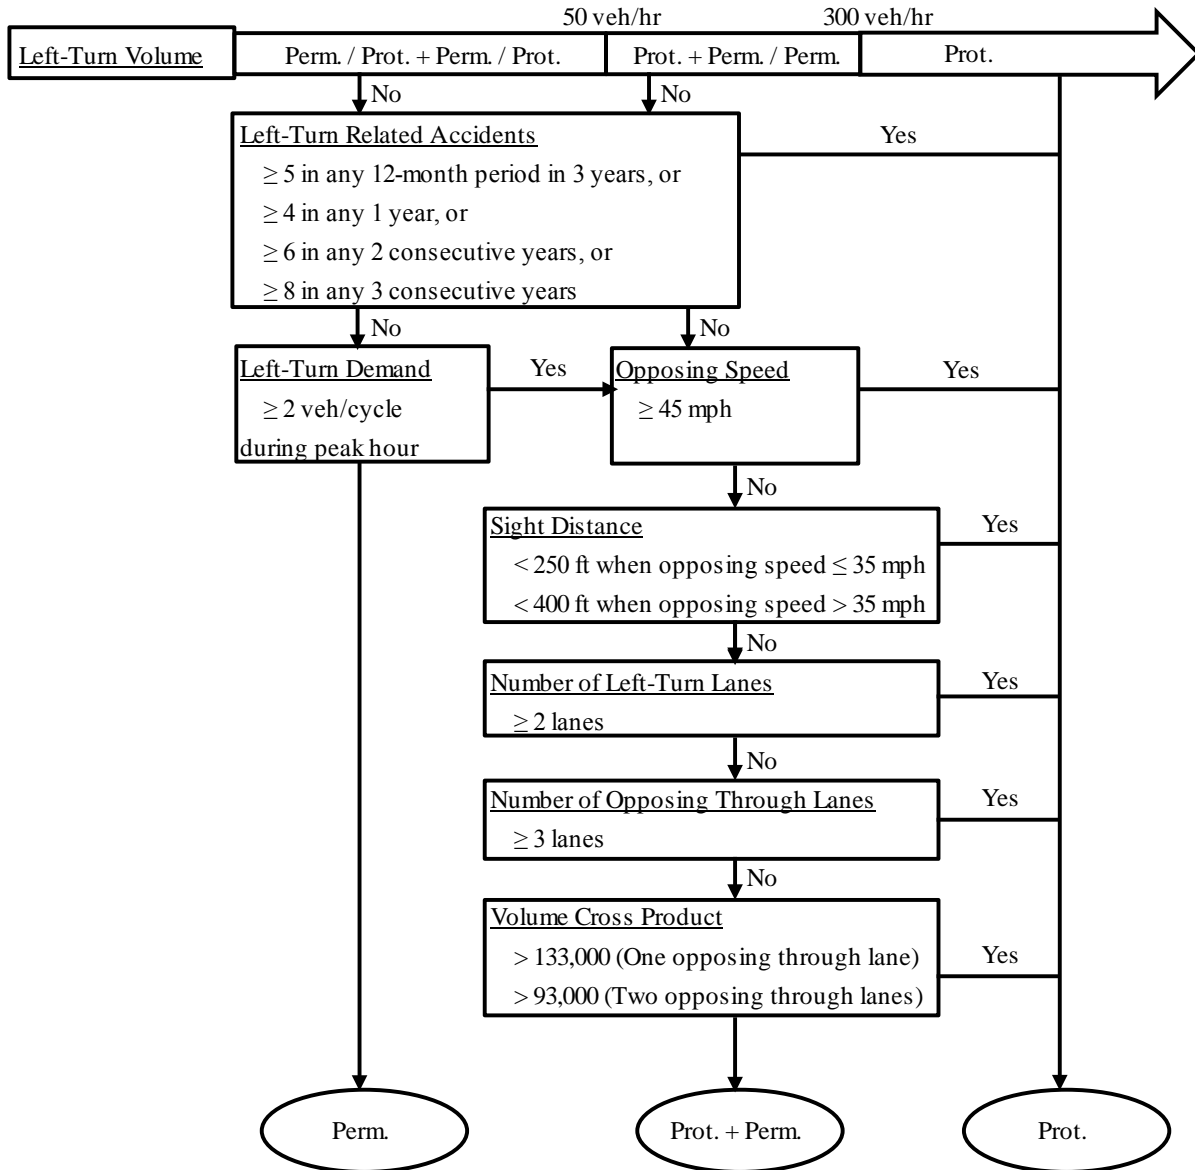 50 veh/hr
300 veh/hr
Left-Turn Volume
Perm. / Prot. + Perm. / Prot.
Prot. + Perm. / Perm.
Prot.
No
No
Left-Turn Related Accidents
≥ 5 in any 12-month period in 3 years, or
≥ 4 in any 1 year, or
≥ 6 in any 2 consecutive years, or
≥ 8 in any 3 consecutive years
Yes
No
No
Left-Turn Demand
≥ 2 veh/cycle
during peak hour
Yes
Opposing Speed
≥ 45 mph
Yes
No
Sight Distance
< 250 ft when opposing speed ≤ 35 mph
< 400 ft when opposing speed > 35 mph
Yes
No
Number of Left-Turn Lanes
≥ 2 lanes
Yes
No
Number of Opposing Through Lanes
≥ 3 lanes
Yes
No
Volume Cross Product
> 133,000 (One opposing through lane)
> 93,000 (Two opposing through lanes)
Yes
Perm.
Prot. + Perm.
Prot.